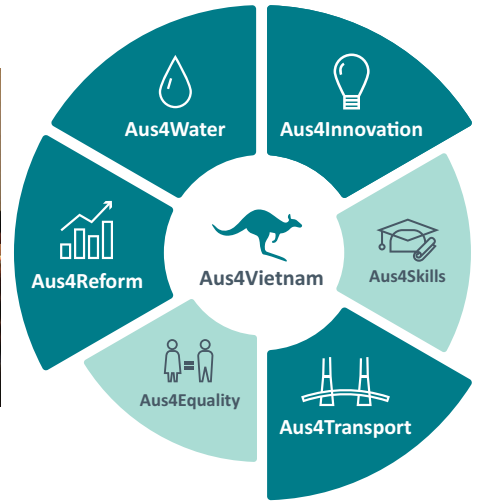 Aus4Water
Aus4Innovation
Aus4Reform
Aus4Vietnam
Aus4Skills
Aus4Equality
Aus4Transport